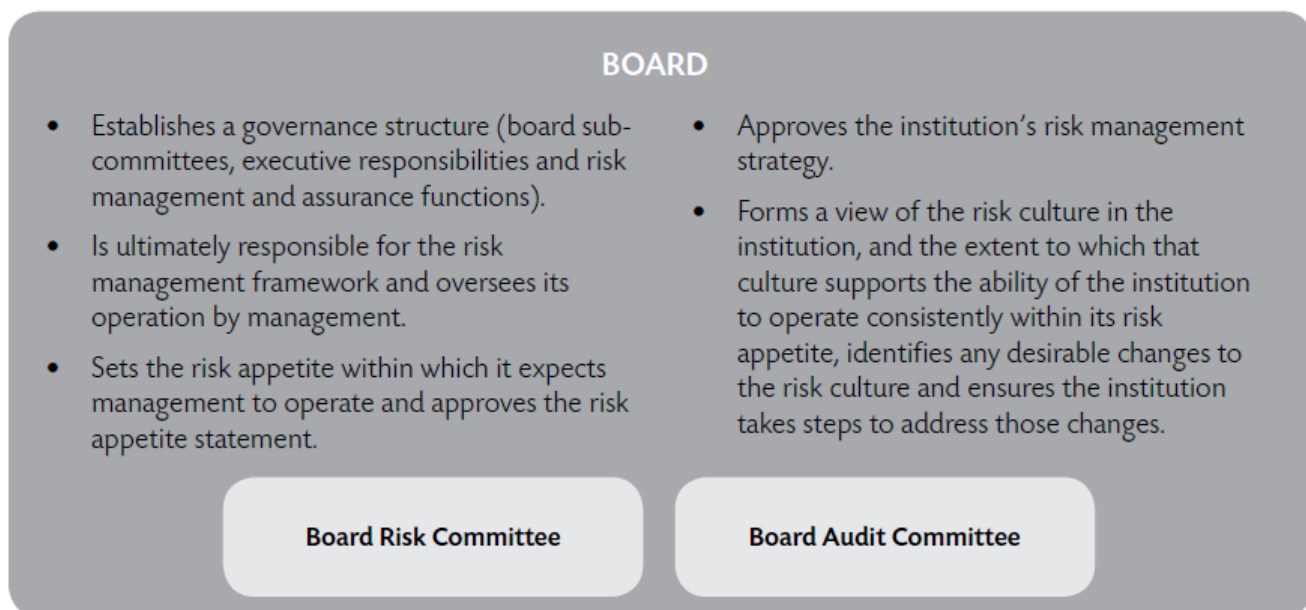 BOARD
• Establishes a governance structure (board sub-
committees, executive responsibilities and risk
management and assurance functions).
• Is ultimately responsible for the risk
management framework and oversees its
operation by management.
• Sets the risk appetite within which it expects
management to operate and approves the risk
appetite statement.
• Approves the institution’s risk management
strategy.
• Forms a view of the risk culture in the
institution, and the extent to which that
culture supports the ability of the institution
to operate consistently within its risk
appetite, identifies any desirable changes to
the risk culture and ensures the institution
takes steps to address those changes.
Board Risk Committee
Board Audit Committee